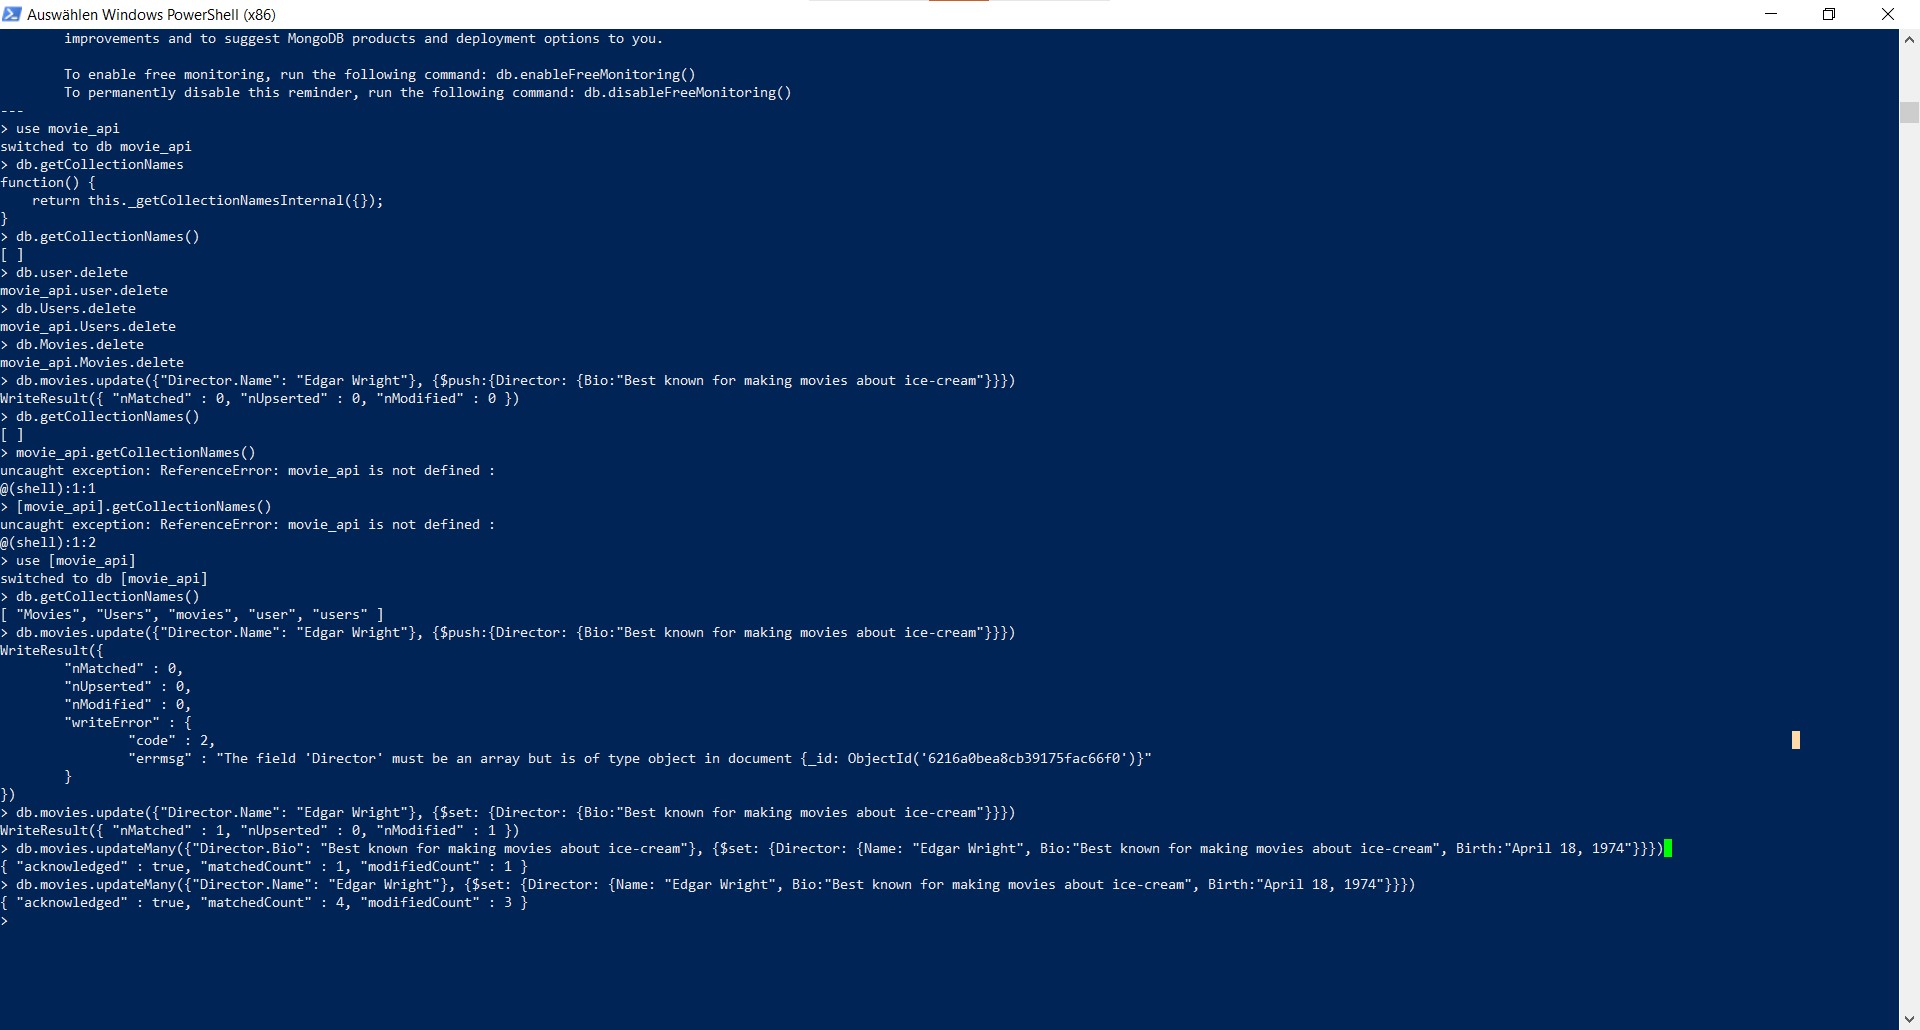 Auswählen Windows PowerShell (x86)
improvements and to suggest MongoDB products and deployment options to you.
To enable free monitoring, run the following command: db.enableFreeMonitoring()
To permanently disable this reminder, run the following command: db.disableFreeMonitoring()
---
> use movie_api
switched to db movie_api
> db.getCollectionNames
function() {
    return this._getCollectionNamesInternal({});
}
> db.getCollectionNames()
[ ]
> db.user.delete
movie_api.user.delete
> db.Users.delete
movie_api.Users.delete
> db.Movies.delete
movie_api.Movies.delete
> db.movies.update({"Director.Name": "Edgar Wright"}, {$push:{Director: {Bio:"Best known for making movies about ice-cream"}}})
WriteResult({ "nMatched" : 0, "nUpserted" : 0, "nModified" : 0 })
> db.getCollectionNames()
[ ]
> movie_api.getCollectionNames()
uncaught exception: ReferenceError: movie_api is not defined :
@(shell):1:1
> [movie_api].getCollectionNames()
uncaught exception: ReferenceError: movie_api is not defined :
@(shell):1:2
> use [movie_api]
switched to db [movie_api]
> db.getCollectionNames()
[ "Movies", "Users", "movies", "user", "users" ]
> db.movies.update({"Director.Name": "Edgar Wright"}, {$push:{Director: {Bio:"Best known for making movies about ice-cream"}}})
WriteResult({
        "nMatched" : 0,
        "nUpserted" : 0,
        "nModified" : 0,
        "writeError" : {
                "code" : 2,
                "errmsg" : "The field 'Director' must be an array but is of type object in document {_id: ObjectId('6216a0bea8cb39175fac66f0')}"
        }
})
> db.movies.update({"Director.Name": "Edgar Wright"}, {$set: {Director: {Bio:"Best known for making movies about ice-cream"}}})
WriteResult({ "nMatched" : 1, "nUpserted" : 0, "nModified" : 1 })
> db.movies.updateMany({"Director.Bio": "Best known for making movies about ice-cream"}, {$set: {Director: {Name: "Edgar Wright", Bio:"Best known for making movies about ice-cream", Birth:"April 18, 1974"}}})
{ "acknowledged" : true, "matchedCount" : 1, "modifiedCount" : 1 }
> db.movies.updateMany({"Director.Name": "Edgar Wright"}, {$set: {Director: {Name: "Edgar Wright", Bio:"Best known for making movies about ice-cream", Birth:"April 18, 1974"}}})
{ "acknowledged" : true, "matchedCount" : 4, "modifiedCount" : 3 }
>